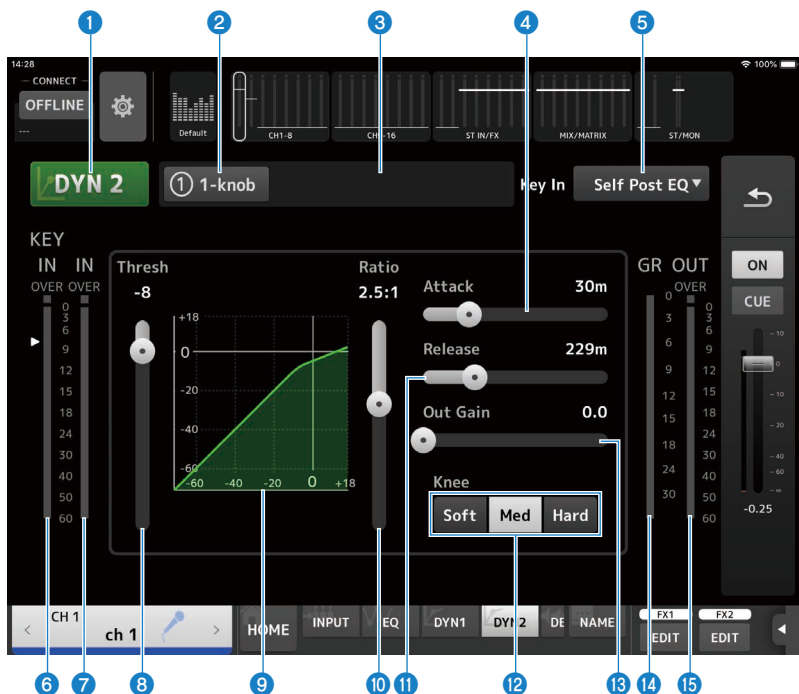 1 2 3 4 5
14:28 100%
CONNECT
OFFLINE
---
Default
CH1-8
ST IN/FX
MIX/MATRIX
ST/MON
DYN 2
1 1-knob
Key In Self Post EQ
KEY
IN IN
OVER OVER
0
3
6
9
12
15
18
24
30
40
50
60
Thresh
-8
+18
0
-20
-40
-60
-60 -40 -20 0 +18
Ratio
2.5:1
Attack 30m
Release 229m
Out Gain 0.0
Knee
Soft Med Hard
GR OUT
OVER
0
3
6
9
12
15
18
24
30
0
3
6
9
12
15
18
24
30
40
50
60
ON
CUE
10
0
20
40
60
-0.25
CH 1
< ch 1 >
HOME
INPUT
EQ
DYN1
DYN2
DE
NAME
FX1
EDIT
FX2
EDIT
6 7 8 9 10 11 12 13 14 15